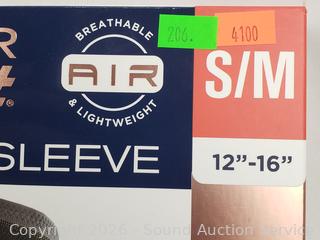 BREATHABLE
AIR
& LIGHTWEIGHT
206.
4100
S/M
R
®
SLEEVE
12"-16"
Copyright 2026 - Sound Auction Service